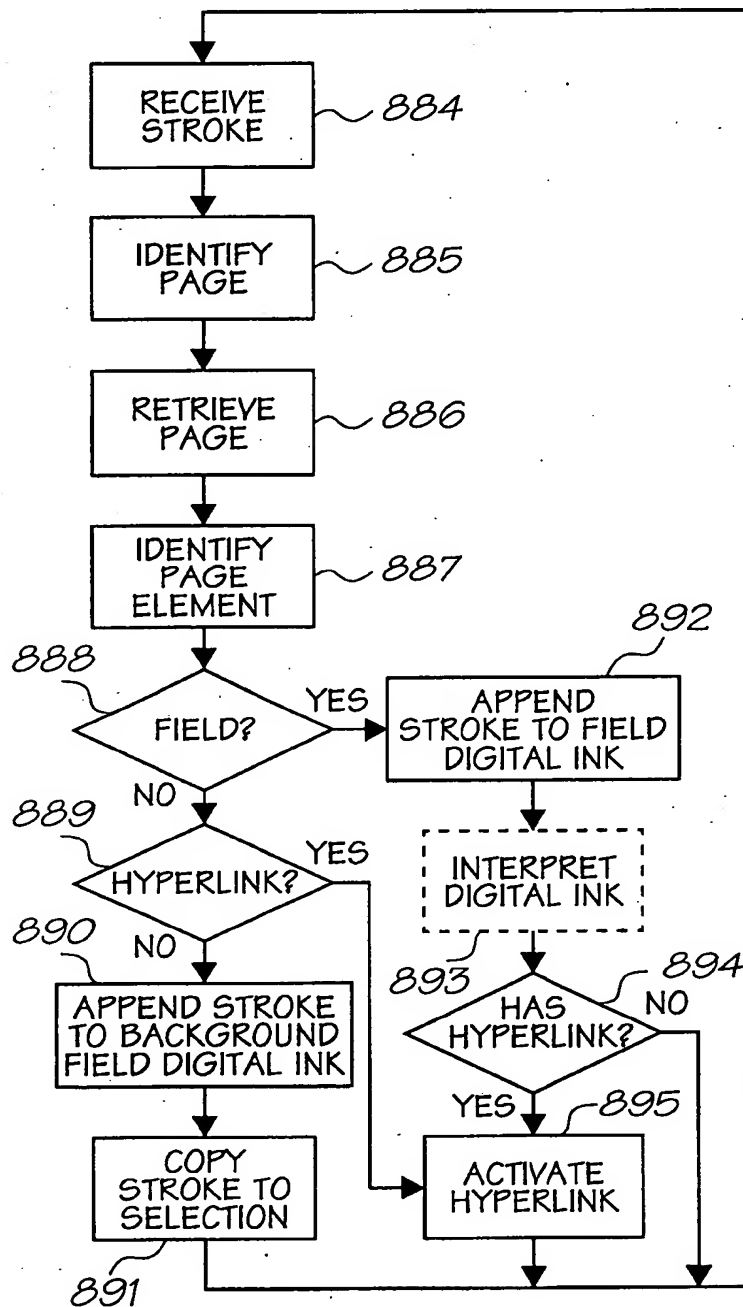 RECEIVE
STROKE
884
IDENTIFY
PAGE
885
RETRIEVE
PAGE
886
IDENTIFY
PAGE
ELEMENT
887
888
FIELD?
YES
NO
892
APPEND
STROKE TO FIELD
DIGITAL INK
889
HYPERLINK?
YES
NO
INTERPRET
DIGITAL INK
893
890
APPEND STROKE
TO BACKGROUND
FIELD DIGITAL INK
894
HAS
HYPERLINK?
NO
YES
895
COPY
STROKE TO
SELECTION
891
ACTIVATE
HYPERLINK